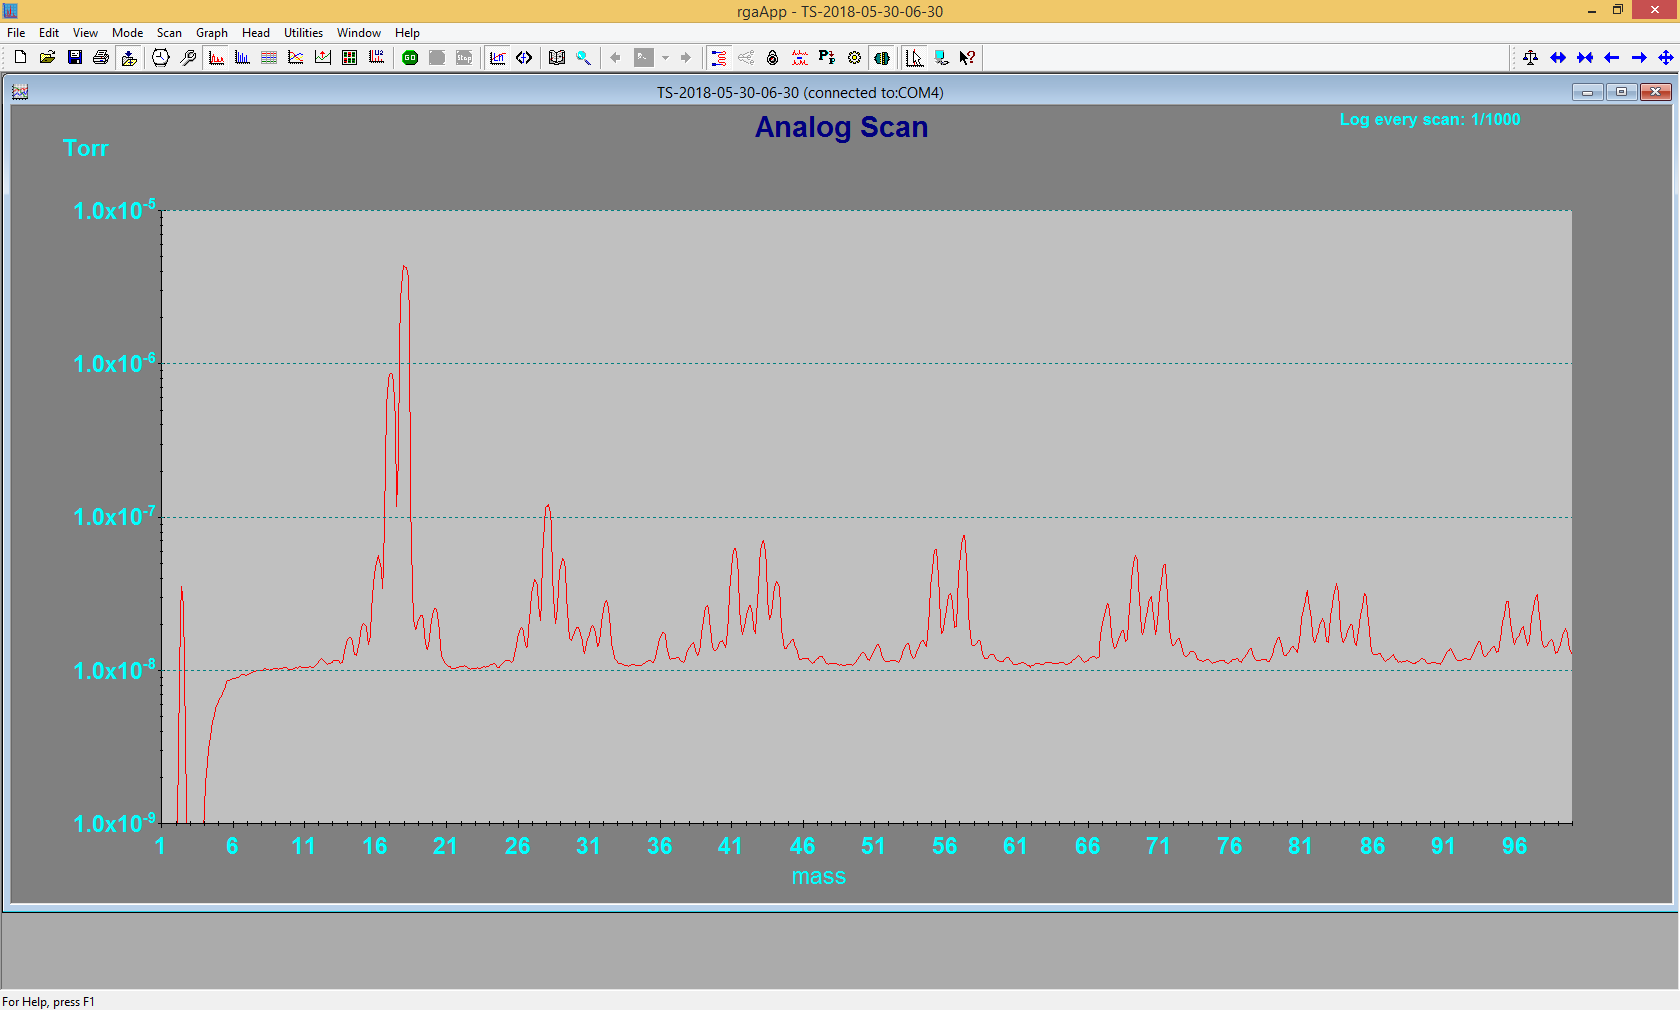 rgaApp - TS-2018-05-30-06-30
File Edit View Mode Scan Graph Head Utilities Window Help
GO Stop
TS-2018-05-30-06-30 (connected to:COM4)
Analog Scan
Log every scan: 1/1000
Torr
1.0x10-5
1.0x10-6
1.0x10-7
1.0x10-8
1.0x10-9
1 6 11 16 21 26 31 36 41 46 51 56 61 66 71 76 81 86 91 96
mass
For Help, press F1